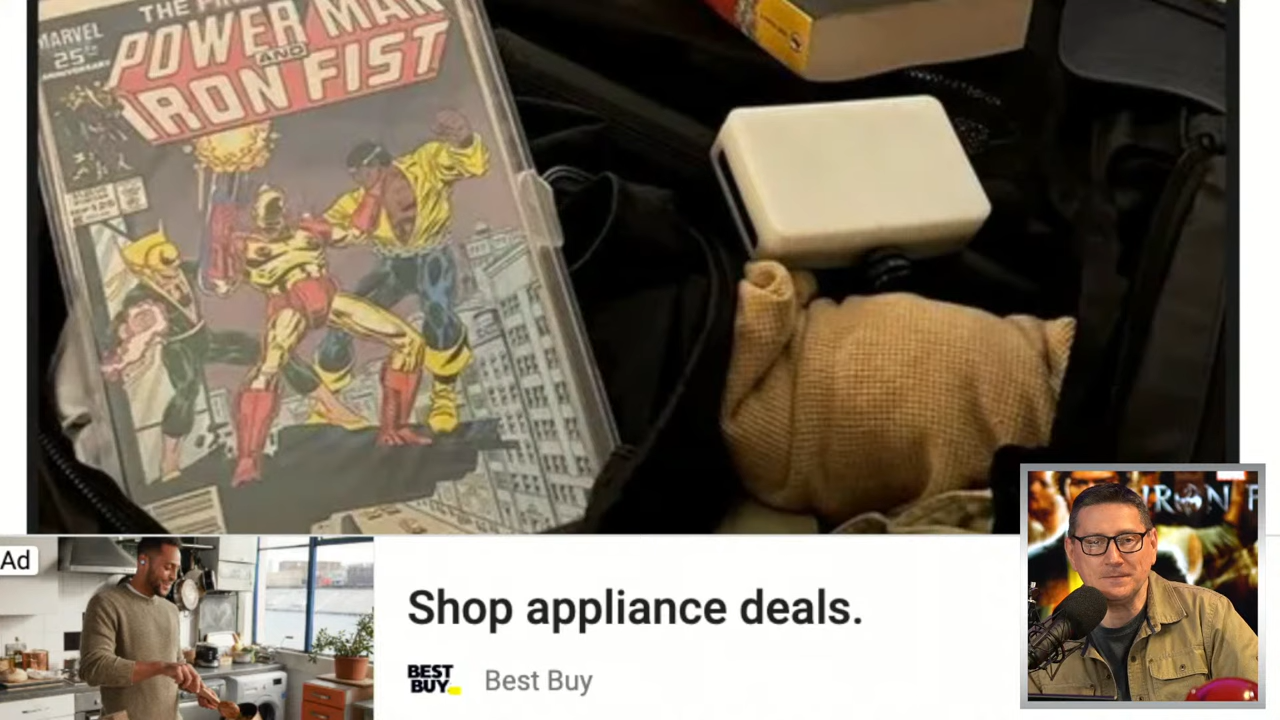 THE
MARVEL
25TH
ANNIVERSARY
POWER MAN
AND
IRON FIST
IRON F
Ad
Shop appliance deals.
BEST
BUY
Best Buy